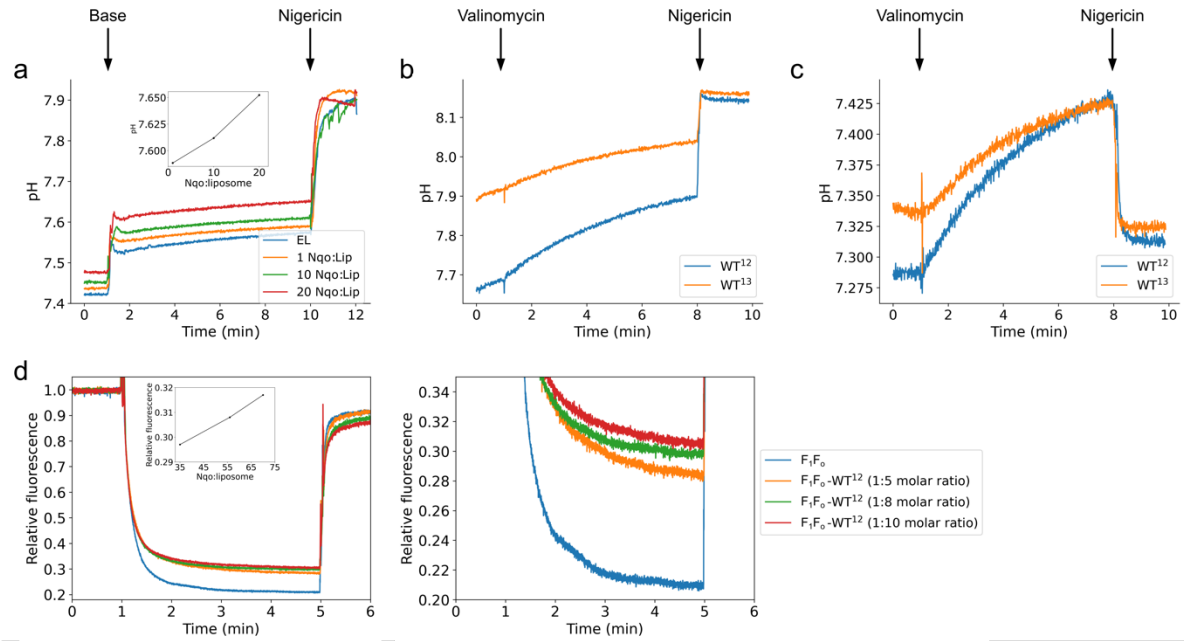 Base
Nigericin
Valinomycin
Nigericin
Valinomycin
Nigericin
a
7.9
7.8
7.7
7.6
7.5
7.4
pH
7.650
7.625
7.600
pH
0
10
20
Nqo:liposome
EL
1 Nqo:Lip
10 Nqo:Lip
20 Nqo:Lip
0
2
4
6
8
10
12
Time (min)
b
8.1
8.0
7.9
7.8
7.7
pH
WT¹²
WT¹³
0
2
4
6
8
10
Time (min)
c
7.425
7.400
7.375
7.350
7.325
7.300
7.275
pH
WT¹²
WT¹³
0
2
4
6
8
10
Time (min)
d
1.0
0.9
0.8
0.7
0.6
0.5
0.4
0.3
0.2
Relative fluorescence
0.32
0.31
0.30
0.29
Relative fluorescence
35
45
55
65
75
Nqo:liposome
0
1
2
3
4
5
6
Time (min)
0.34
0.32
0.30
0.28
0.26
0.24
0.22
0.20
Relative fluorescence
0
1
2
3
4
5
6
Time (min)
F₁Fₒ
F₁Fₒ-WT¹² (1:5 molar ratio)
F₁Fₒ-WT¹² (1:8 molar ratio)
F₁Fₒ-WT¹² (1:10 molar ratio)